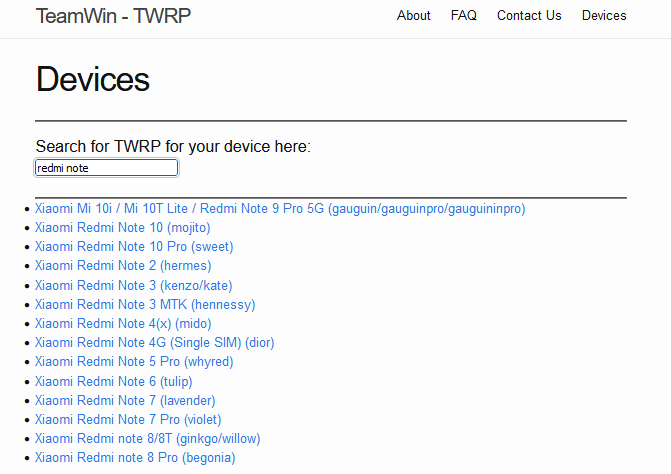 TeamWin - TWRP About FAQ Contact Us Devices
Devices
Search for TWRP for your device here:
redmi note
Xiaomi Mi 10i / Mi 10T Lite / Redmi Note 9 Pro 5G (gauguin/gauguinpro/gauguininpro)
Xiaomi Redmi Note 10 (mojito)
Xiaomi Redmi Note 10 Pro (sweet)
Xiaomi Redmi Note 2 (hermes)
Xiaomi Redmi Note 3 (kenzo/kate)
Xiaomi Redmi Note 3 MTK (hennessy)
Xiaomi Redmi Note 4(x) (mido)
Xiaomi Redmi Note 4G (Single SIM) (dior)
Xiaomi Redmi Note 5 Pro (whyred)
Xiaomi Redmi Note 6 (tulip)
Xiaomi Redmi Note 7 (lavender)
Xiaomi Redmi Note 7 Pro (violet)
Xiaomi Redmi note 8/8T (ginkgo/willow)
Xiaomi Redmi note 8 Pro (begonia)